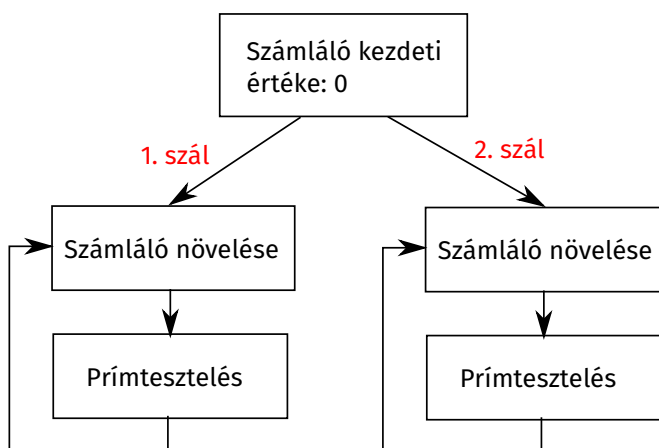 Számláló kezdeti
értéke: 0
1. szál
2. szál
Számláló növelése
Számláló növelése
Prímtesztelés
Prímtesztelés